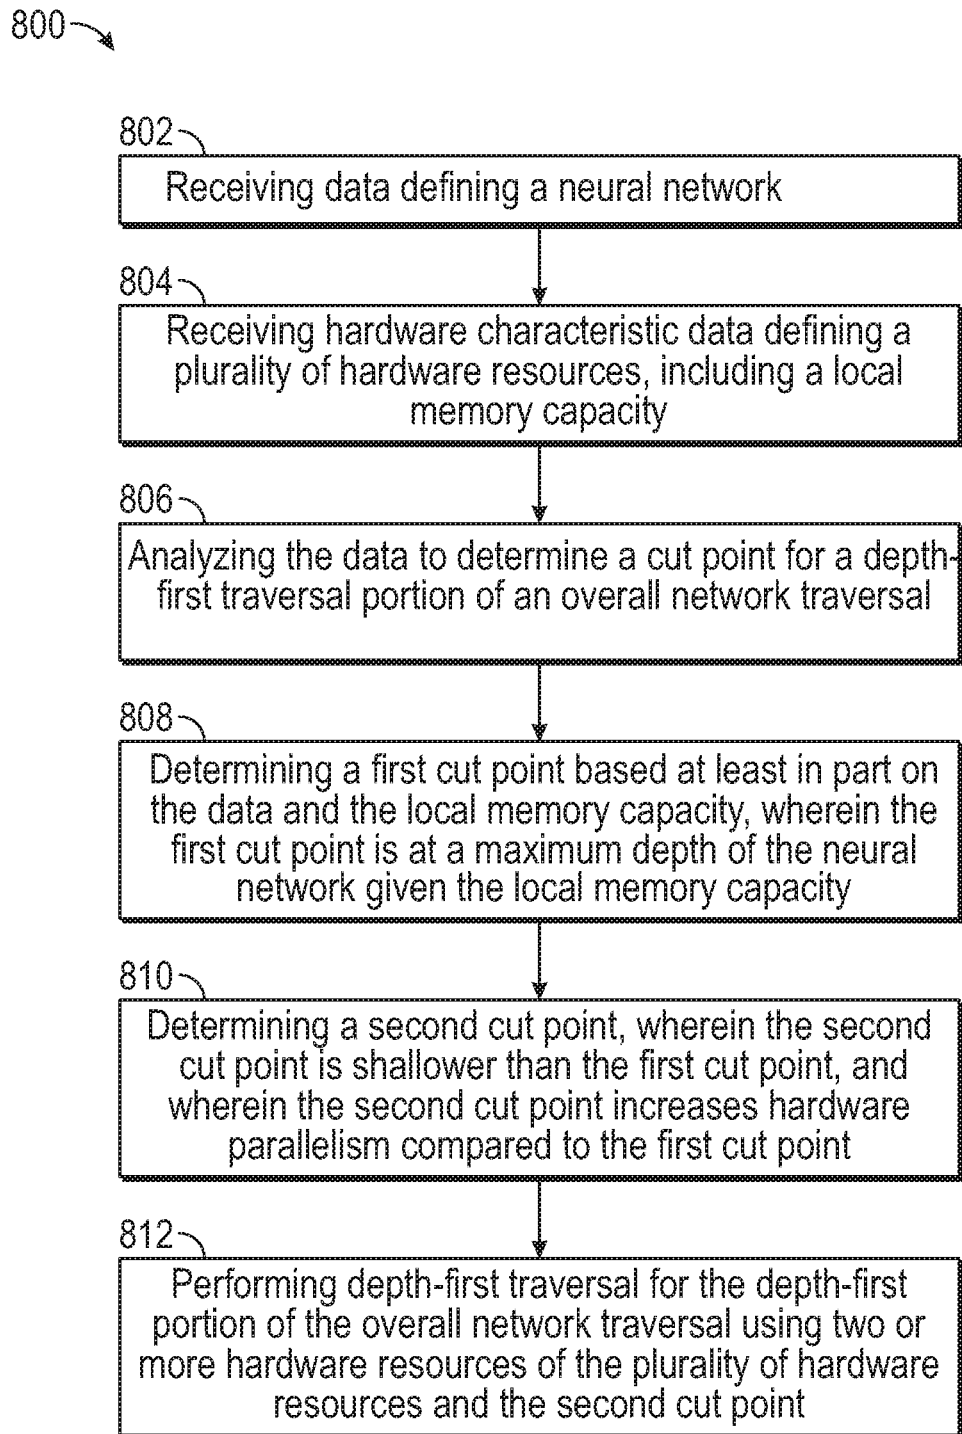 800
802
Receiving data defining a neural network
804
Receiving hardware characteristic data defining a
plurality of hardware resources, including a local
memory capacity
806
Analyzing the data to determine a cut point for a depth-
first traversal portion of an overall network traversal
808
Determining a first cut point based at least in part on
the data and the local memory capacity, wherein the
first cut point is at a maximum depth of the neural
network given the local memory capacity
810
Determining a second cut point, wherein the second
cut point is shallower than the first cut point, and
wherein the second cut point increases hardware
parallelism compared to the first cut point
812
Performing depth-first traversal for the depth-first
portion of the overall network traversal using two or
more hardware resources of the plurality of hardware
resources and the second cut point